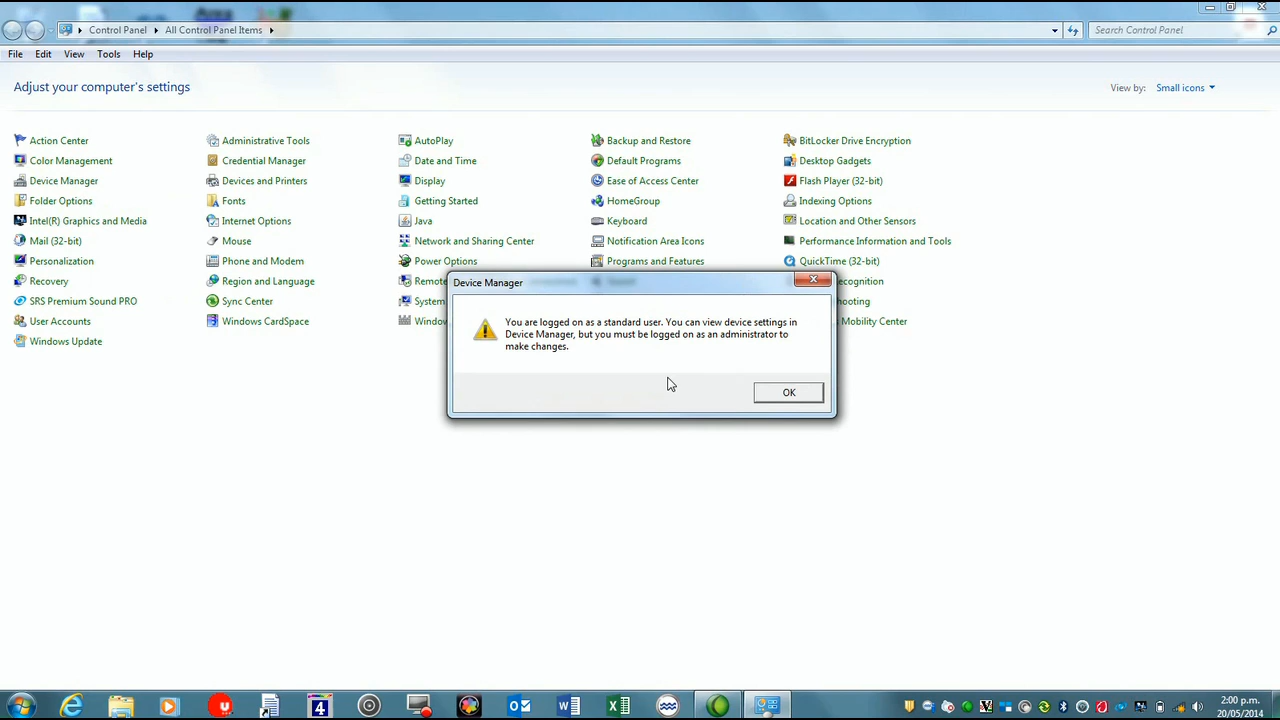 Control Panel All Control Panel Items
Search Control Panel
File Edit View Tools Help
Adjust your computer's settings
View by: Small icons
Action Center Administrative Tools AutoPlay Backup and Restore BitLocker Drive Encryption
Color Management Credential Manager Date and Time Default Programs Desktop Gadgets
Device Manager Devices and Printers Display Ease of Access Center Flash Player (32-bit)
Folder Options Fonts Getting Started HomeGroup Indexing Options
Intel(R) Graphics and Media Internet Options Java Keyboard Location and Other Sensors
Mail (32-bit) Mouse Network and Sharing Center Notification Area Icons Performance Information and Tools
Personalization Phone and Modem Power Options Programs and Features QuickTime (32-bit)
Recovery Region and Language Remote Sound ecognition
SRS Premium Sound PRO Sync Center System ooting
User Accounts Windows CardSpace Window Mobility Center
Windows Update
Device Manager
You are logged on as a standard user. You can view device settings in
Device Manager, but you must be logged on as an administrator to
make changes.
OK
4
2:00 p.m.
20/05/2014